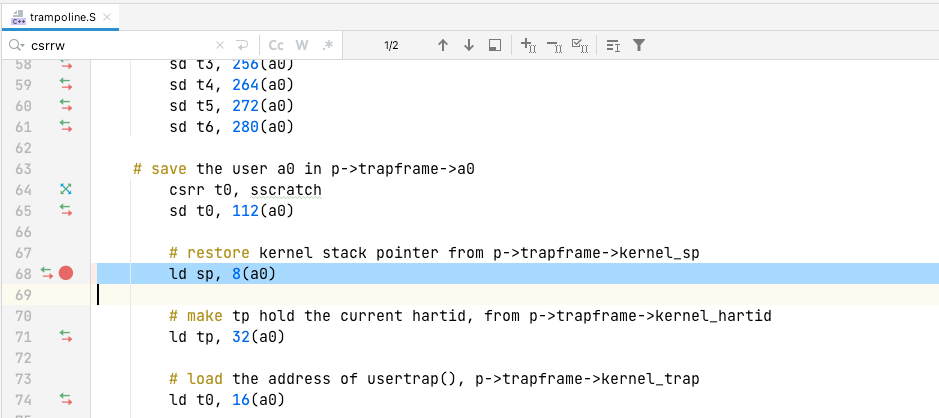 trampoline.S
csrrw Cc W .* 1/2
58 sd t3, 256(a0)
59 sd t4, 264(a0)
60 sd t5, 272(a0)
61 sd t6, 280(a0)
62
63 # save the user a0 in p->trapframe->a0
64 csrr t0, sscratch
65 sd t0, 112(a0)
66
67 # restore kernel stack pointer from p->trapframe->kernel_sp
68 ld sp, 8(a0)
69
70 # make tp hold the current hartid, from p->trapframe->kernel_hartid
71 ld tp, 32(a0)
72
73 # load the address of usertrap(), p->trapframe->kernel_trap
74 ld t0, 16(a0)